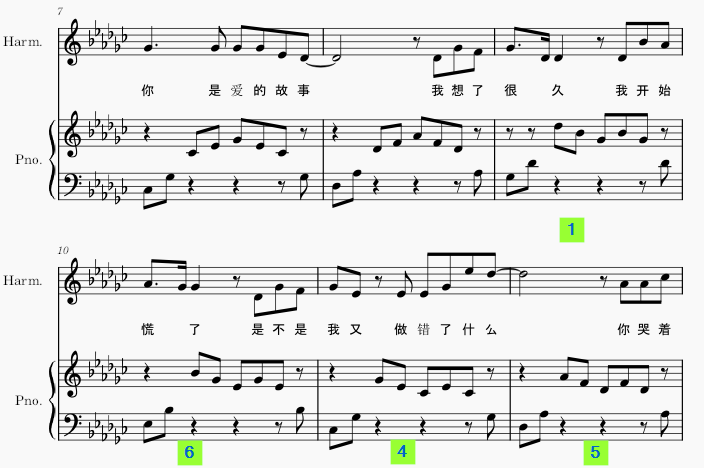 7
Harm.
你 是 爱 的 故 事 我 想 了 很 久 我 开 始
Pno.
1
10
Harm.
慌 了 是 不 是 我 又 做 错 了 什 么 你 哭 着
Pno.
6 4 5